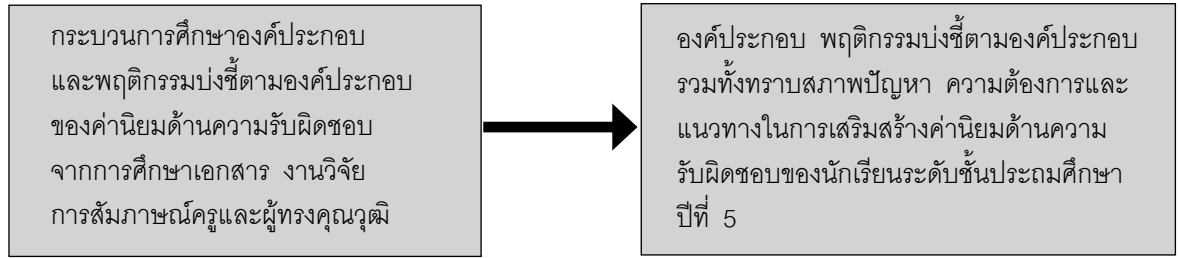 กระบวนการศึกษาองค์ประกอบ
และพฤติกรรมบ่งชี้ตามองค์ประกอบ
ของค่านิยมด้านความรับผิดชอบ
จากการศึกษาเอกสาร งานวิจัย
การสัมภาษณ์ครูและผู้ทรงคุณวุฒิ
องค์ประกอบ พฤติกรรมบ่งชี้ตามองค์ประกอบ
รวมทั้งทราบสภาพปัญหา ความต้องการและ
แนวทางในการเสริมสร้างค่านิยมด้านความ
รับผิดชอบของนักเรียนระดับชั้นประถมศึกษา
ปีที่ 5